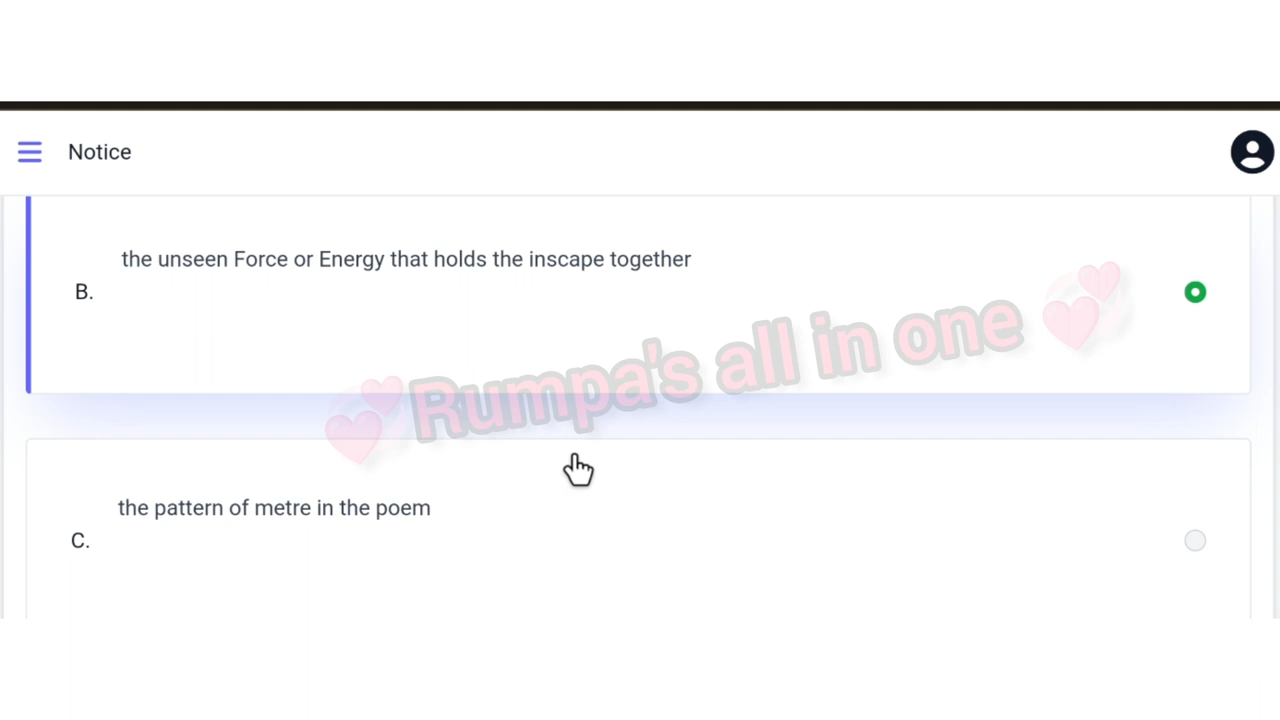 Notice
the unseen Force or Energy that holds the inscape together
B.
Rumpa's all in one
the pattern of metre in the poem
C.